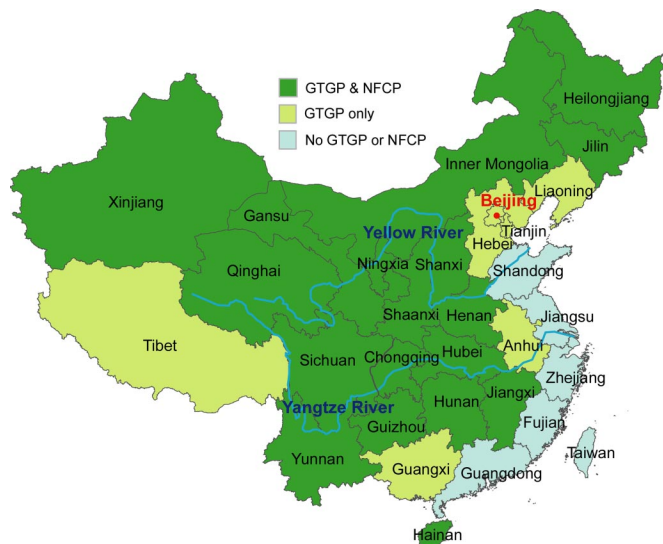 GTGP & NFCP
GTGP only
No GTGP or NFCP
Heilongjiang
Jilin
Inner Mongolia
Liaoning
Beijing
Xinjiang
Gansu
Tianjin
Yellow River
Hebei
Qinghai
Ningxia
Shanxi
Shandong
Shaanxi
Henan
Jiangsu
Tibet
Sichuan
Chongqing
Hubei
Anhui
Zhejiang
Yangtze River
Hunan
Jiangxi
Guizhou
Fujian
Yunnan
Guangxi
Guangdong
Taiwan
Hainan